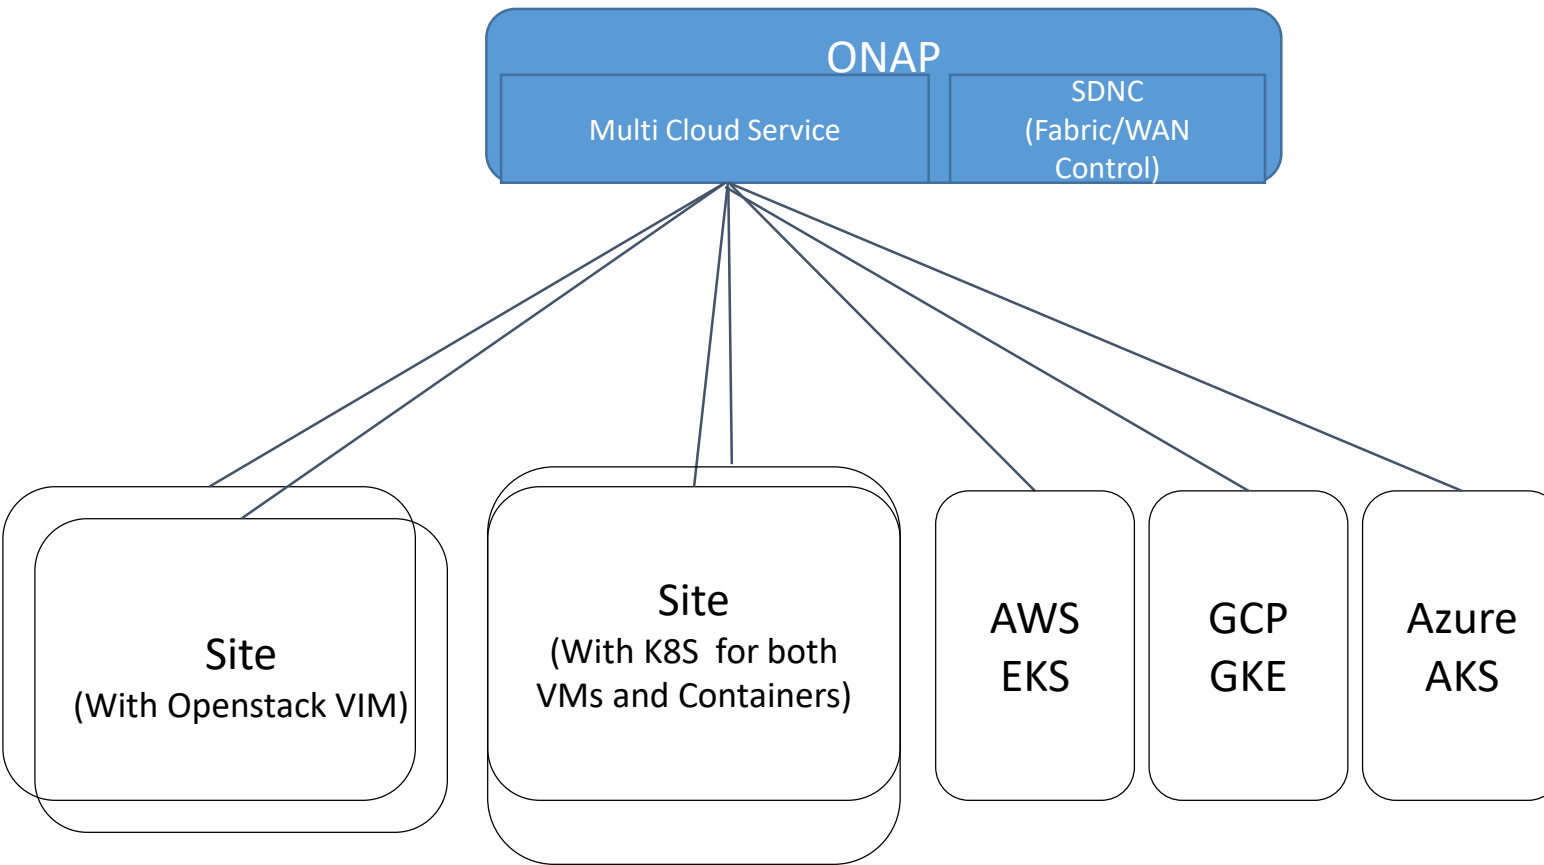 ONAP
Multi Cloud Service
SDNC
(Fabric/WAN
Control)
Site
(With Openstack VIM)
Site
(With K8S  for both
VMs and Containers)
AWS
EKS
GCP
GKE
Azure
AKS